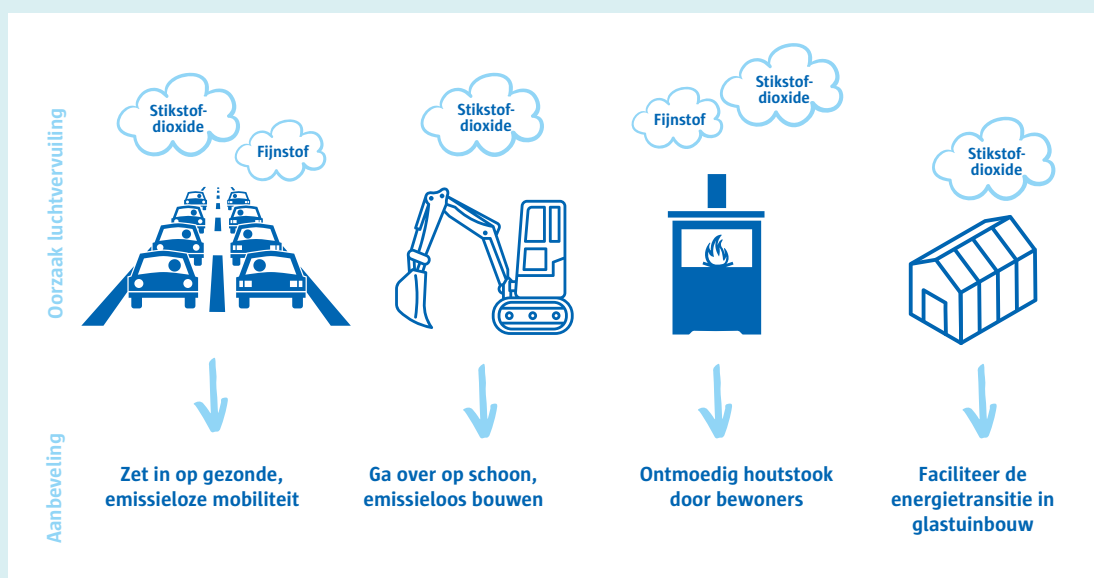 Oorzaak luchtvervuiling
Stikstof-
dioxide
Fijnstof
Stikstof-
dioxide
Fijnstof
Stikstof-
dioxide
Stikstof-
dioxide
Aanbeveling
Zet in op gezonde,
emissieloze mobiliteit
Ga over op schoon,
emissieloos bouwen
Ontmoedig houtstook
door bewoners
Faciliteer de
energietransitie in
glastuinbouw